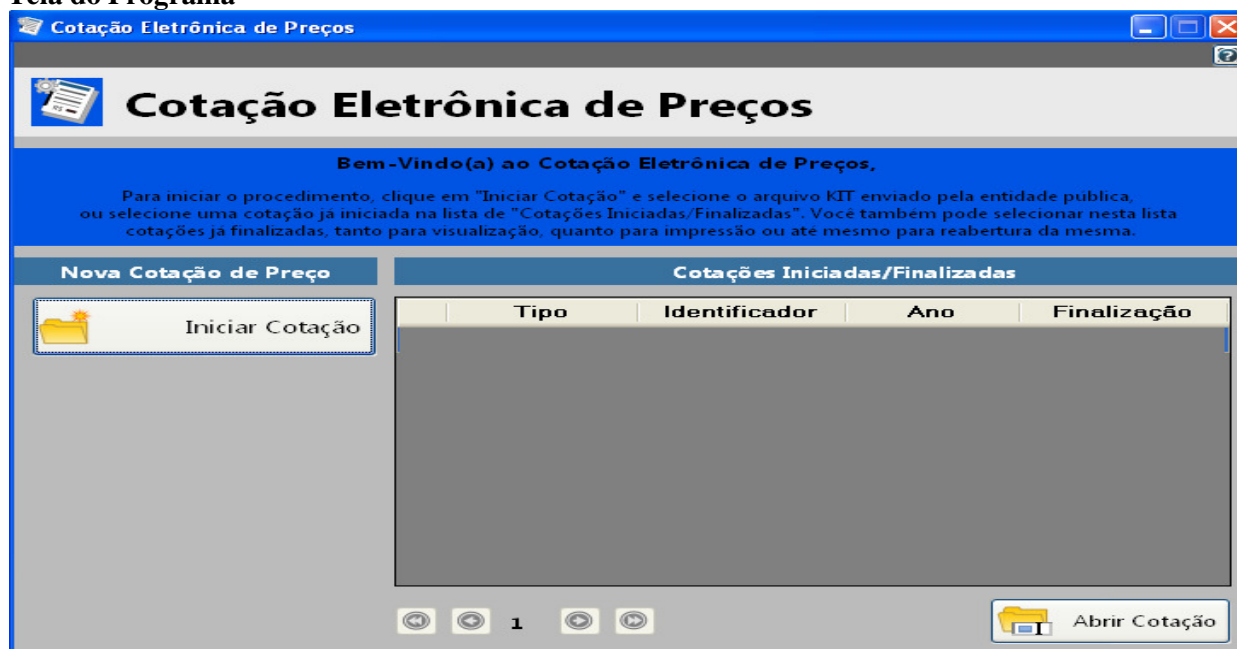 Tela do Programa
Cotação Eletrônica de Preços
Cotação Eletrônica de Preços
Bem-Vindo(a) ao Cotação Eletrônica de Preços,
Para iniciar o procedimento, clique em "Iniciar Cotação" e selecione o arquivo KIT enviado pela entidade pública,
ou selecione uma cotação já iniciada na lista de "Cotações Iniciadas/Finalizadas". Você também pode selecionar nesta lista
cotações já finalizadas, tanto para visualização, quanto para impressão ou até mesmo para reabertura da mesma.
Nova Cotação de Preço
Cotações Iniciadas/Finalizadas
Iniciar Cotação
Tipo Identificador Ano Finalização
1
Abrir Cotação